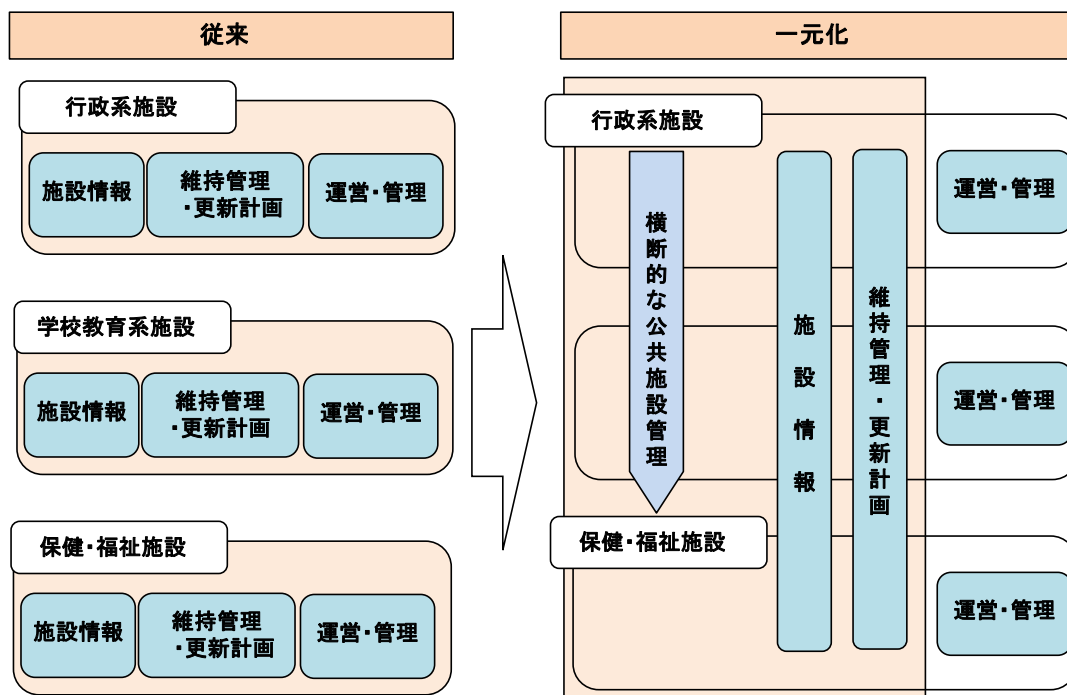 従来
行政系施設
施設情報
維持管理
・更新計画
運営・管理
学校教育系施設
施設情報
維持管理
・更新計画
運営・管理
保健・福祉施設
施設情報
維持管理
・更新計画
運営・管理
一元化
行政系施設
横断的な公共施設管理
施設情報
維持管理・更新計画
運営・管理
運営・管理
保健・福祉施設
運営・管理